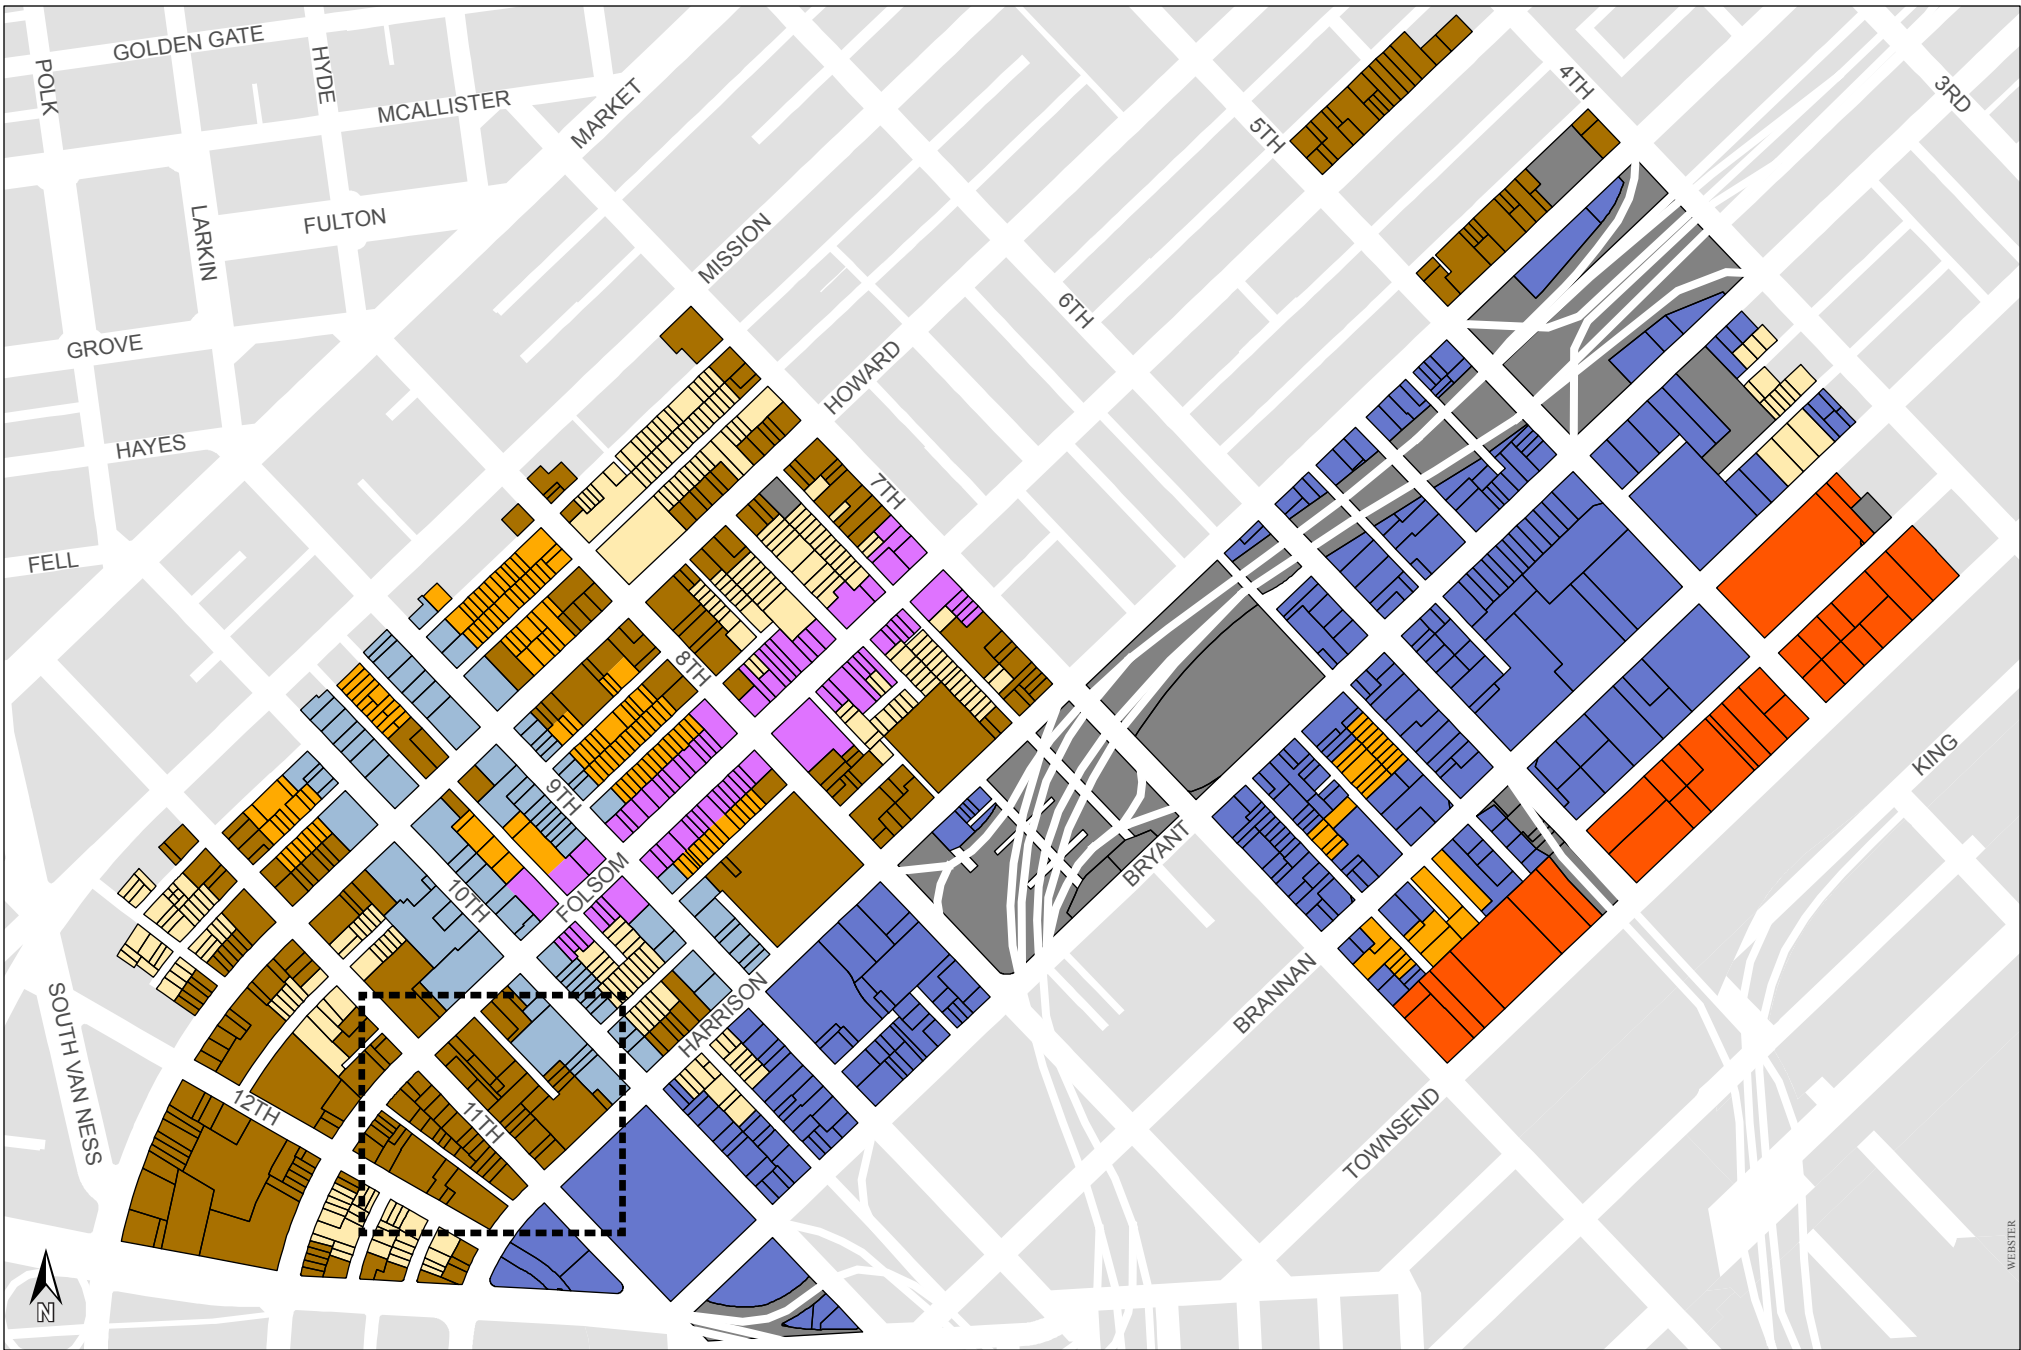 GOLDEN GATE
POLK
HYDE
MCALLISTER
MARKET
4TH
3RD
5TH
LARKIN
FULTON
MISSION
6TH
GROVE
HOWARD
HAYES
7TH
FELL
8TH
9TH
KING
FOLSOM
BRYANT
10TH
HARRISON
BRANNAN
SOUTH VAN NESS
12TH
11TH
TOWNSEND
WEBSTER
N